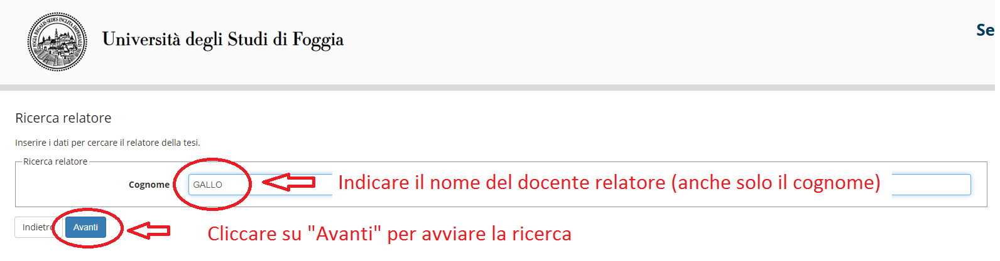 Università degli Studi di Foggia
Se
Ricerca relatore
Inserire i dati per cercare il relatore della tesi.
Ricerca relatore
Cognome GALLO Indicare il nome del docente relatore (anche solo il cognome)
Indietro Avanti Cliccare su "Avanti" per avviare la ricerca